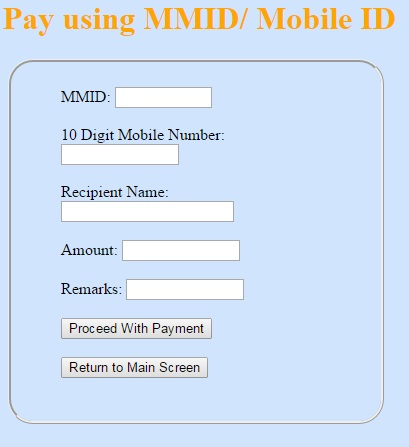 Pay using MMID/ Mobile ID
MMID:
10 Digit Mobile Number:
Recipient Name:
Amount:
Remarks:
Proceed With Payment
Return to Main Screen